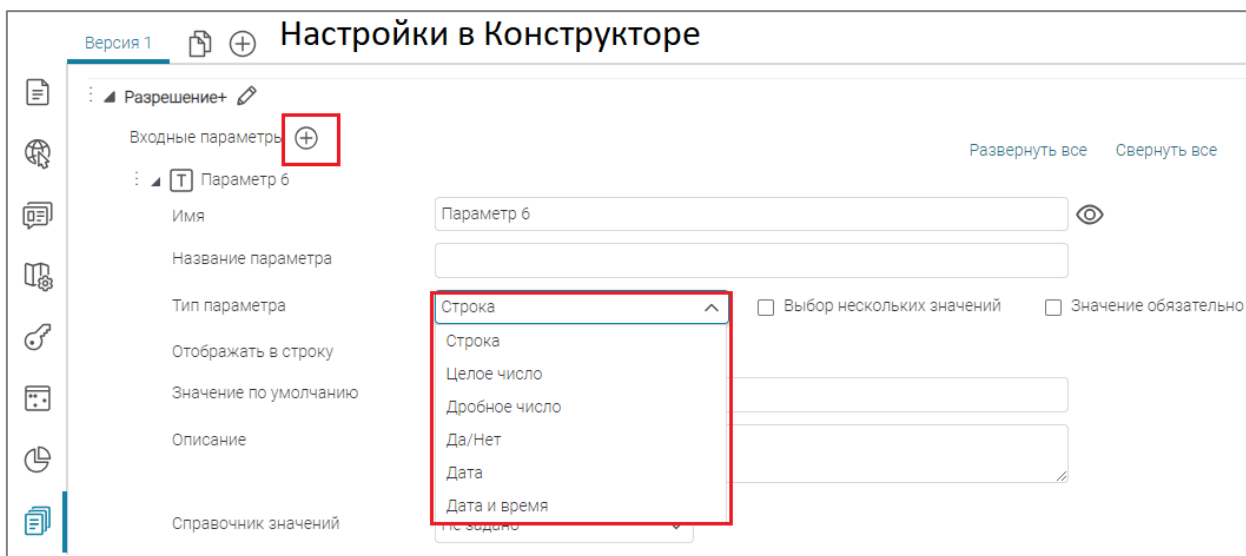 Версия 1 Настройки в Конструкторе
Разрешение+
Входные параметры
Развернуть все Свернуть все
T Параметр 6
Имя Параметр 6
Название параметра
Тип параметра Строка Выбор нескольких значений Значение обязательно
Строка
Отображать в строку
Целое число
Значение по умолчанию
Дробное число
Описание Да/Нет
Дата
Дата и время
Справочник значений Не задано